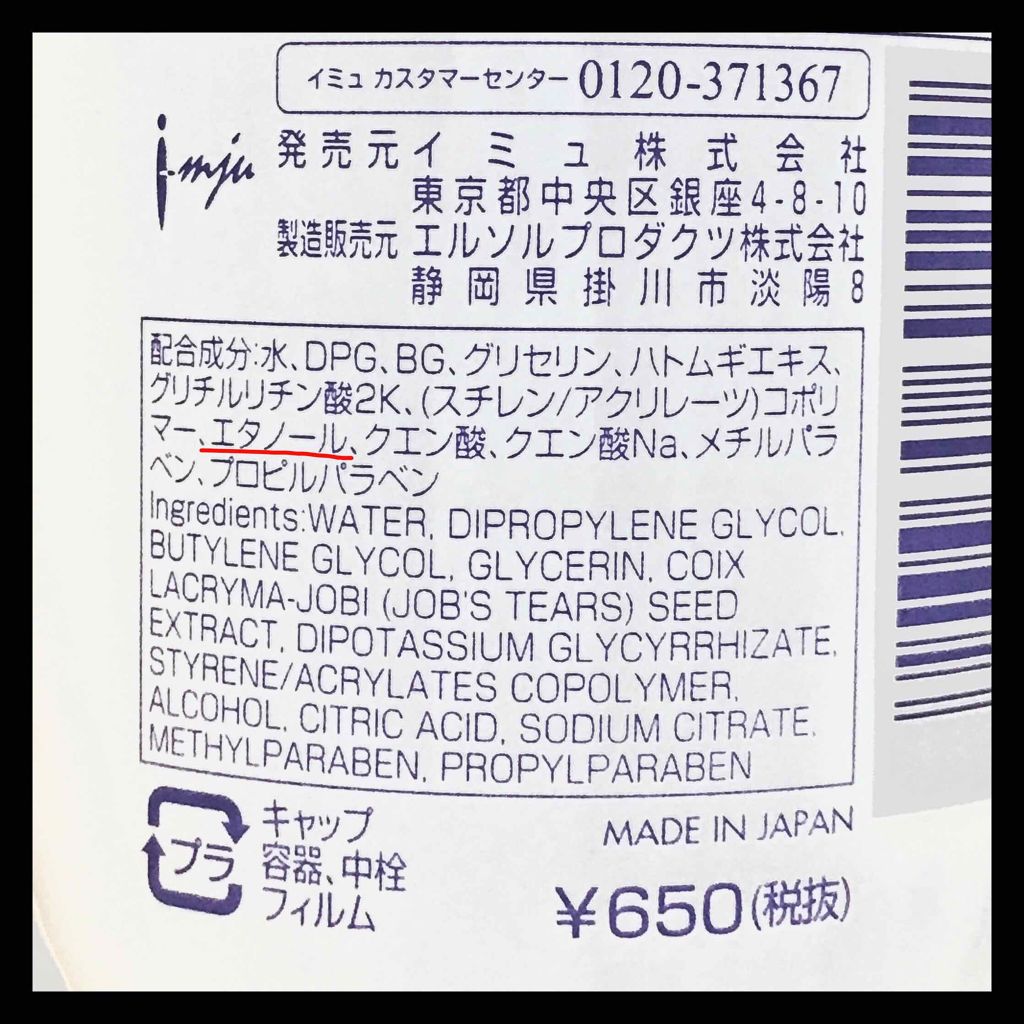 イミュ カスタマーセンター 0120-371367
i-mju
発売元 イミュ株式会社
東京都中央区銀座4-8-10
製造販売元 エルソルプロダクツ株式会社
静岡県掛川市淡陽8
配合成分:水、DPG、BG、グリセリン、ハトムギエキス、
グリチルリチン酸2K、(スチレン/アクリレーツ)コポリ
マー、エタノール、クエン酸、クエン酸Na、メチルパラ
ベン、プロピルパラベン
Ingredients:WATER, DIPROPYLENE GLYCOL,
BUTYLENE GLYCOL, GLYCERIN, COIX
LACRYMA-JOBI (JOB'S TEARS) SEED
EXTRACT, DIPOTASSIUM GLYCYRRHIZATE,
STYRENE/ACRYLATES COPOLYMER,
ALCOHOL, CITRIC ACID, SODIUM CITRATE,
METHYLPARABEN, PROPYLPARABEN
プラ
キャップ
容器、中栓
フィルム
MADE IN JAPAN
¥650(税抜)